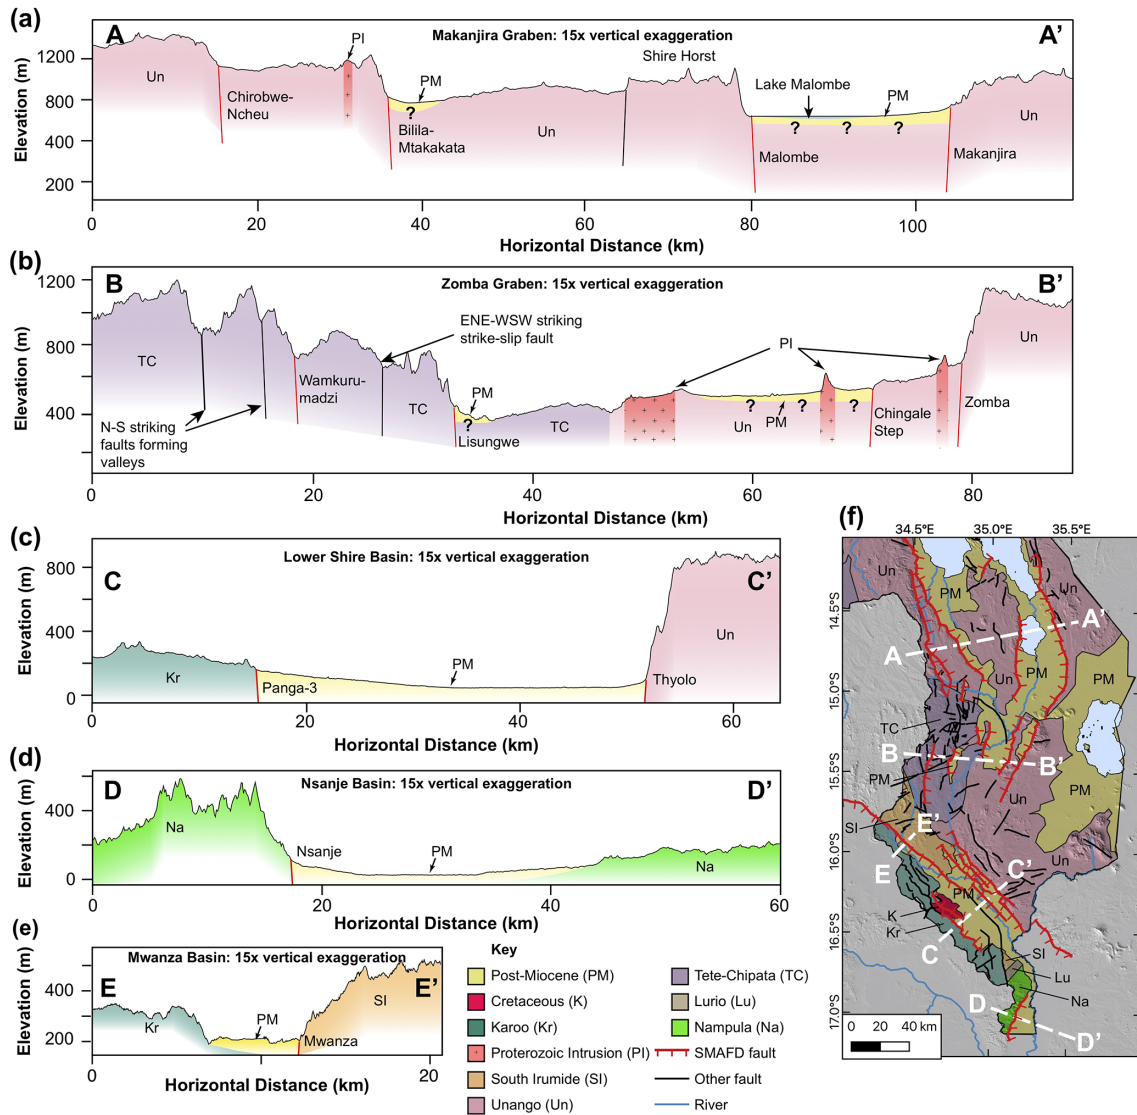 (a)
A
Makanjira Graben: 15x vertical exaggeration
A’
PI
Shire Horst
Un
Chirobwe-
Ncheu
PM
?
Bilila-
Mtakakata
Un
Lake Malombe
PM
? ? ?
Malombe
Makanjira
Un
Elevation (m)
1200
800
400
200
0 20 40 60 80 100
Horizontal Distance (km)
(b)
B
Zomba Graben: 15x vertical exaggeration
B’
ENE-WSW striking
strike-slip fault
TC
Wamkuru-
madzi
TC
PM
?
Lisungwe
TC
PI
? ? ?
Un
PM
Chingale
Step
Zomba
Un
N-S striking
faults forming
valleys
Elevation (m)
1200
800
400
0 20 40 60 80
Horizontal Distance (km)
(c)
Lower Shire Basin: 15x vertical exaggeration
C
C’
Kr
Panga-3
PM
Thyolo
Un
Elevation (m)
800
400
0
0 20 40 60
Horizontal Distance (km)
(d)
Nsanje Basin: 15x vertical exaggeration
D
D’
Na
Nsanje
PM
Na
Elevation (m)
400
0
0 20 40 60
Horizontal Distance (km)
(e)
Mwanza Basin: 15x vertical exaggeration
E
E’
Kr
PM
Mwanza
SI
Elevation (m)
400
200
0 20
Horizontal Distance (km)
Key
Post-Miocene (PM)
Cretaceous (K)
Karoo (Kr)
Proterozoic Intrusion (PI)
South Irumide (SI)
Unango (Un)
Tete-Chipata (TC)
Lurio (Lu)
Nampula (Na)
SMAFD fault
Other fault
River
(f)
34.5°E 35.0°E 35.5°E
14.5°S
15.0°S
15.5°S
16.0°S
16.5°S
17.0°S
Un
PM
Un
A
A’
Un
PM
PM
TC
B
B’
PM
PM
Un
SI
E’
E
Un
C’
PM
K
Kr
C
SI
Lu
Na
D
D’
0 20 40 km